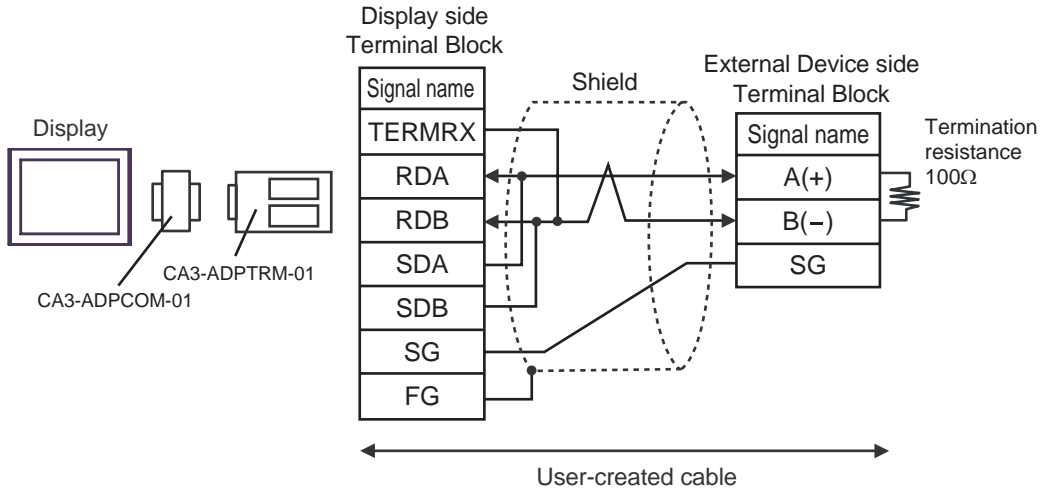 Display side
Terminal Block
Signal name
TERMRX
RDA
RDB
SDA
SDB
SG
FG
Shield
External Device side
Terminal Block
Signal name
A(+)
B(−)
SG
Termination
resistance
100Ω
Display
CA3-ADPTRM-01
CA3-ADPCOM-01
User-created cable